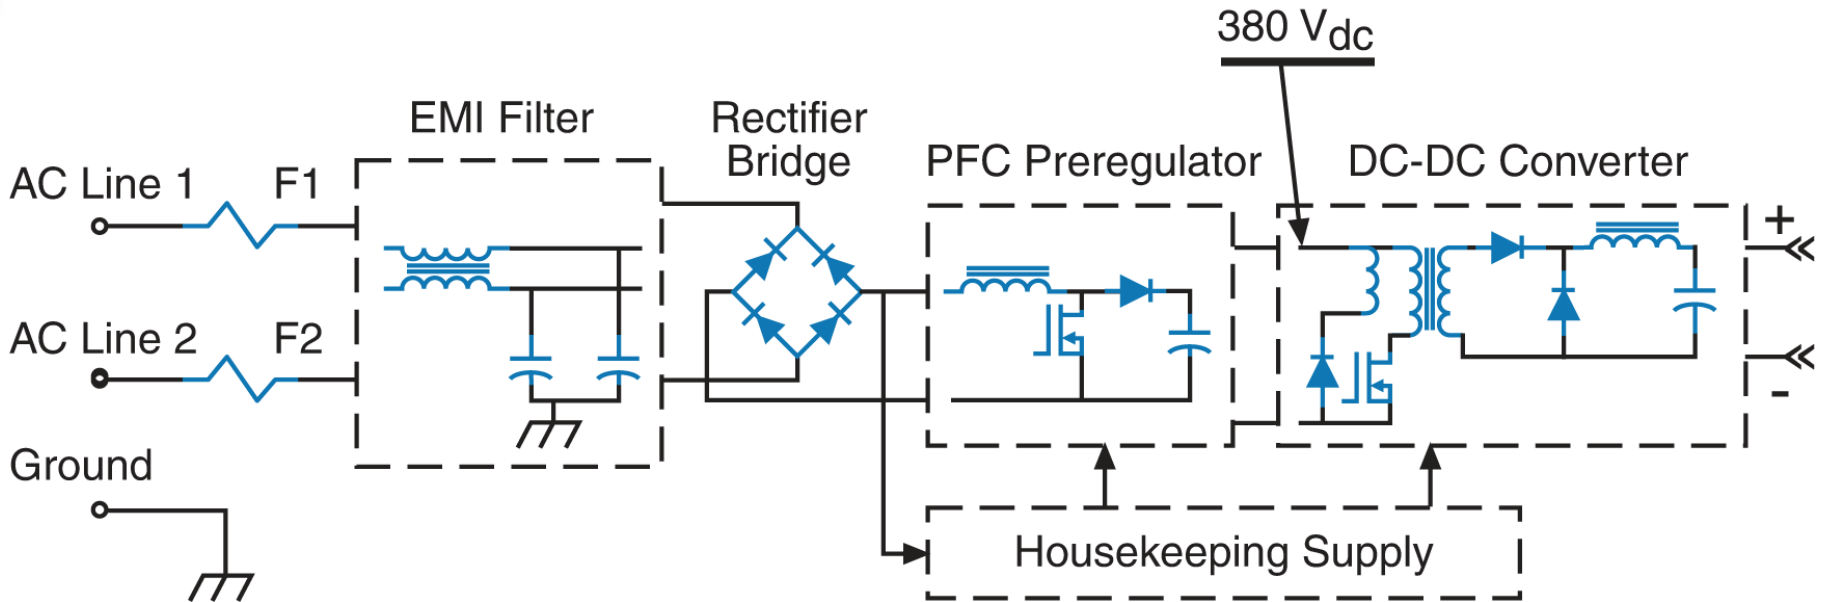 380 Vdc
EMI Filter
Rectifier
Bridge
PFC Preregulator
DC-DC Converter
AC Line 1
F1
+
AC Line 2
F2
-
Ground
Housekeeping Supply